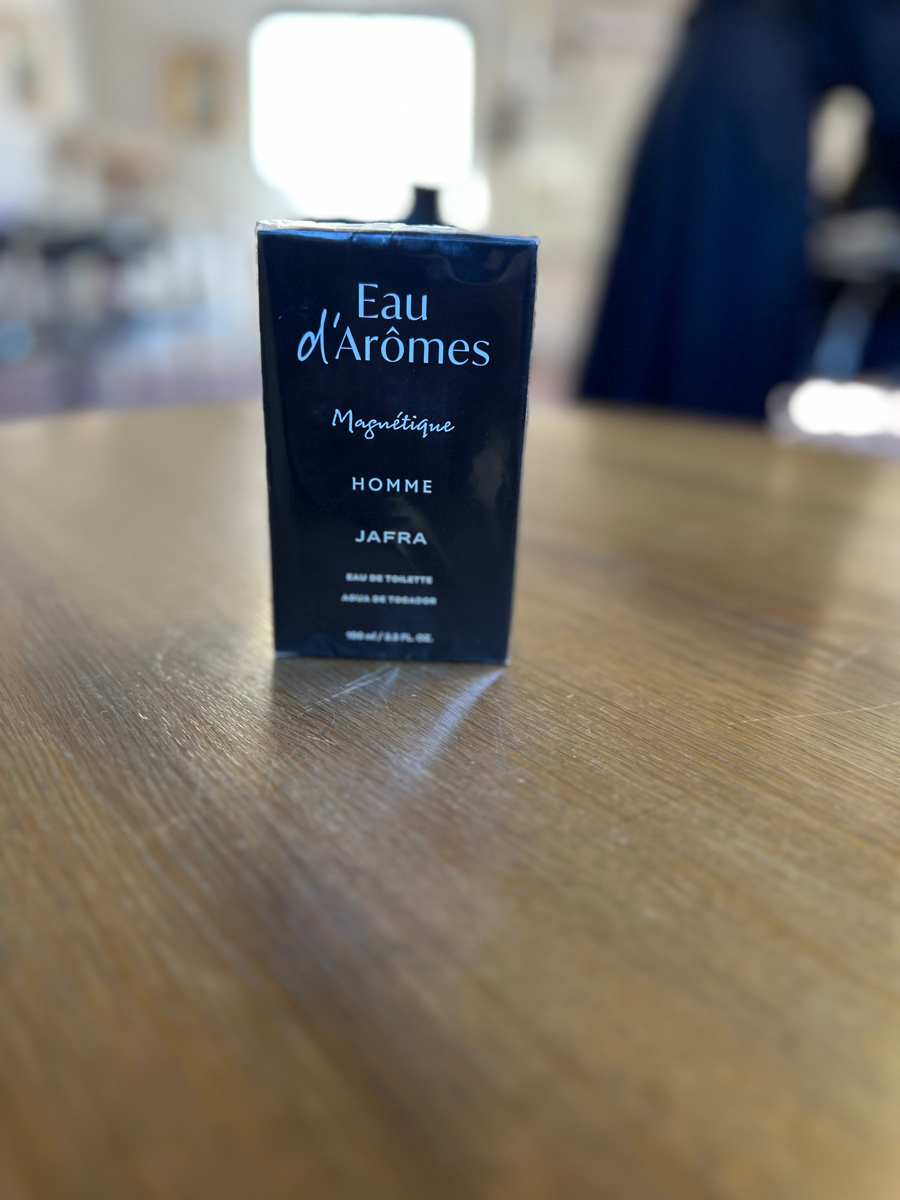 Eau
d'Arômes
Magnétique
HOMME
JAFRA
EAU DE TOILETTE
AGUA DE TOCADOR
100 ml / 3.3 FL. OZ.